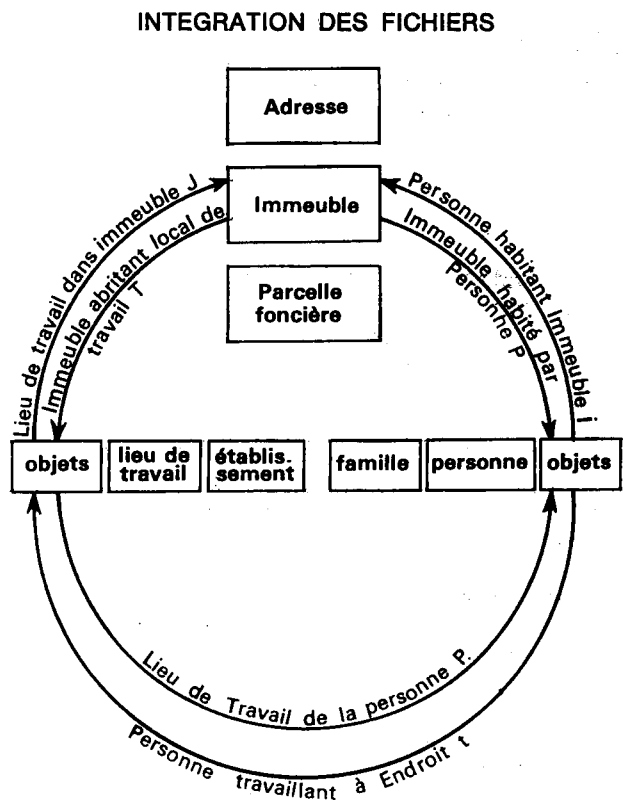 INTEGRATION DES FICHIERS
Adresse
Immeuble
Parcelle
foncière
Lieu de travail dans immeuble J
Immeuble abritant local de
travail T
Personne habitant Immeuble i
Immeuble habité par
Personne P
objets
lieu de
travail
établis-
sement
famille
personne
objets
Lieu de Travail de la personne P.
Personne travaillant à Endroit t